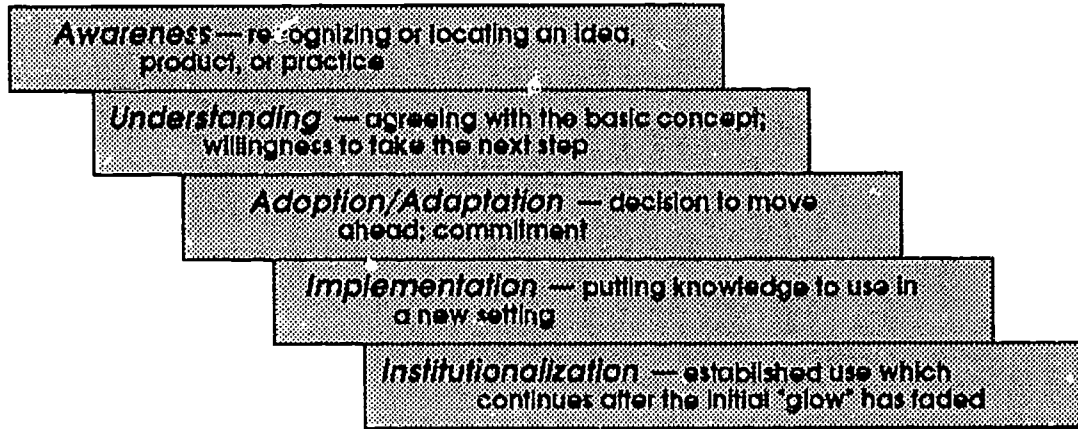 Awareness — recognizing or locating an idea,
product, or practice
Understanding — agreeing with the basic concept;
willingness to take the next step
Adoption/Adaptation — decision to move
ahead; commitment
Implementation — putting knowledge to use in
a new setting
Institutionalization — established use which
continues after the initial "glow" has faded